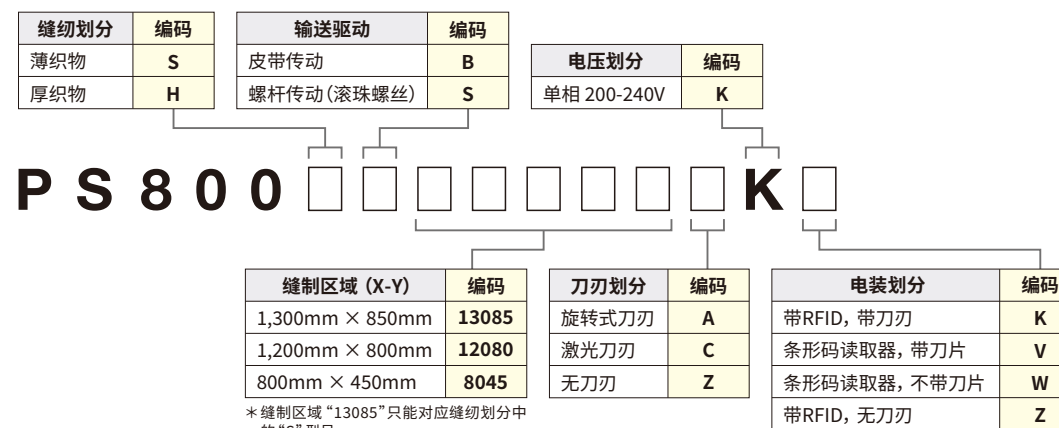 缝纫划分 编码
薄织物 S
厚织物 H
输送驱动 编码
皮带传动 B
螺杆传动（滚珠螺丝） S
电压划分 编码
单相 200-240V K
PS800□□□□□□□□K□
缝制区域（X-Y） 编码
1,300mm × 850mm 13085
1,200mm × 800mm 12080
800mm × 450mm 8045
＊缝制区域“13085”只能对应缝纫划分中
刀刃划分 编码
旋转式刀刃 A
激光刀刃 C
无刀刃 Z
电装划分 编码
带RFID，带刀刃 K
条形码读取器，带刀片 V
条形码读取器，不带刀片 W
带RFID，无刀刃 Z